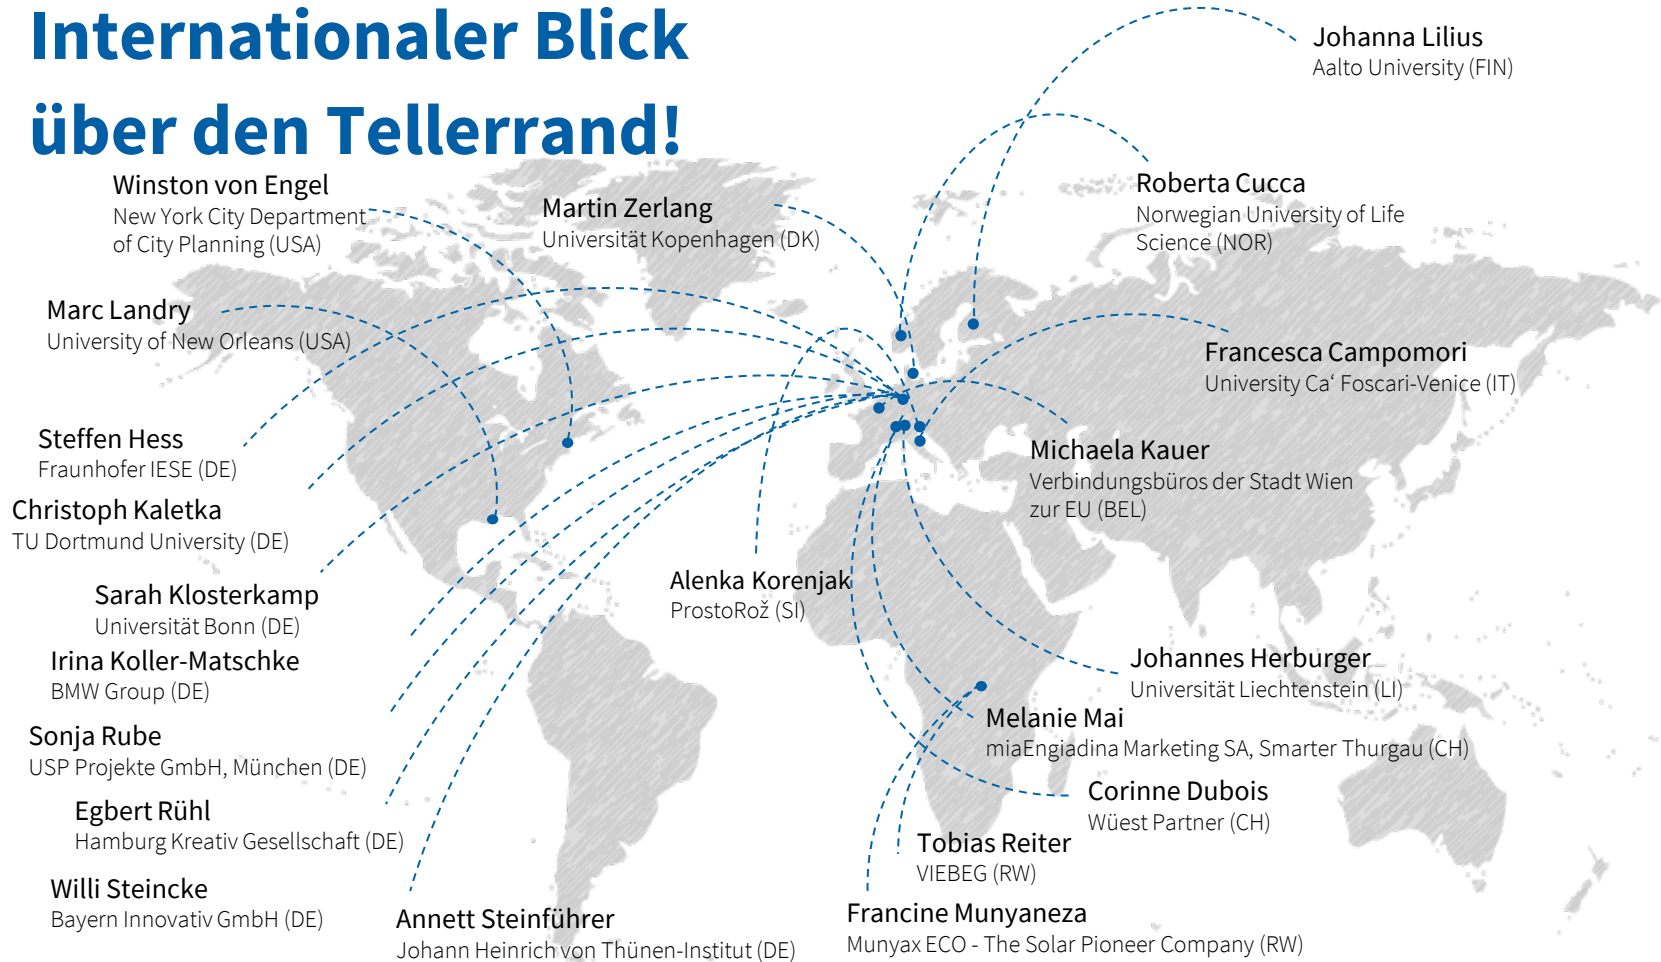 Internationaler Blick
über den Tellerrand!
Johanna Lilius
Aalto University (FIN)
Winston von Engel
New York City Department
of City Planning (USA)
Martin Zerlang
Universität Kopenhagen (DK)
Roberta Cucca
Norwegian University of Life
Science (NOR)
Marc Landry
University of New Orleans (USA)
Francesca Campomori
University Ca‘ Foscari-Venice (IT)
Steffen Hess
Fraunhofer IESE (DE)
Michaela Kauer
Verbindungsbüros der Stadt Wien
zur EU (BEL)
Christoph Kaletka
TU Dortmund University (DE)
Alenka Korenjak
ProstoRož (SI)
Sarah Klosterkamp
Universität Bonn (DE)
Irina Koller-Matschke
BMW Group (DE)
Johannes Herburger
Universität Liechtenstein (LI)
Melanie Mai
miaEngiadina Marketing SA, Smarter Thurgau (CH)
Sonja Rube
USP Projekte GmbH, München (DE)
Corinne Dubois
Wüest Partner (CH)
Egbert Rühl
Hamburg Kreativ Gesellschaft (DE)
Tobias Reiter
VIEBEG (RW)
Willi Steincke
Bayern Innovativ GmbH (DE)
Annett Steinführer
Johann Heinrich von Thünen-Institut (DE)
Francine Munyaneza
Munyax ECO - The Solar Pioneer Company (RW)